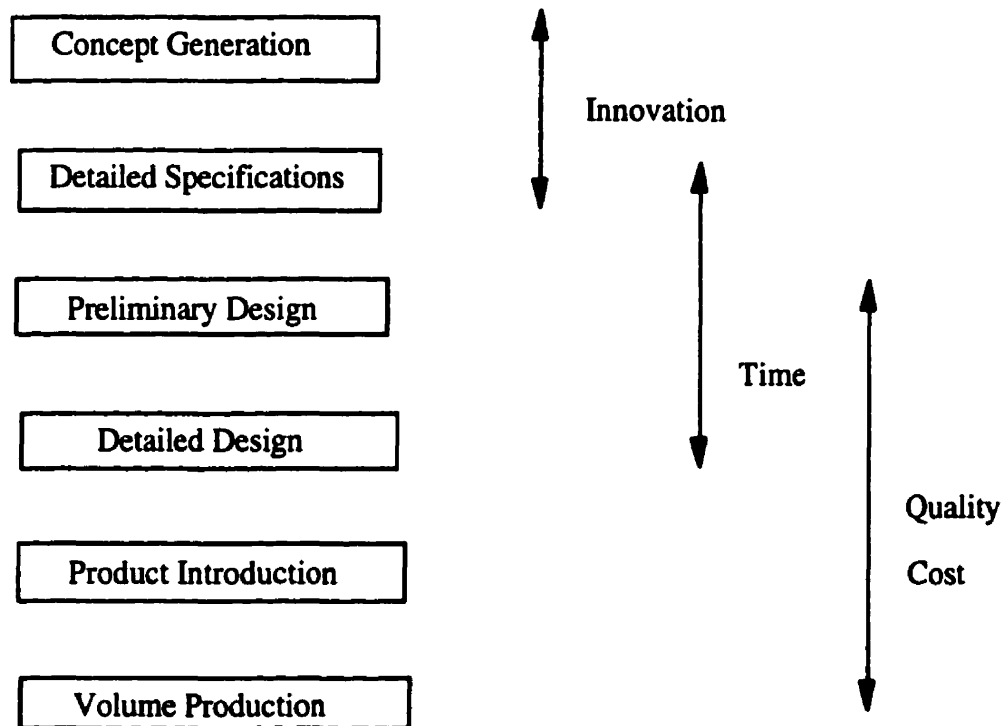 Concept Generation
Innovation
Detailed Specifications
Preliminary Design
Time
Detailed Design
Quality
Product Introduction
Cost
Volume Production